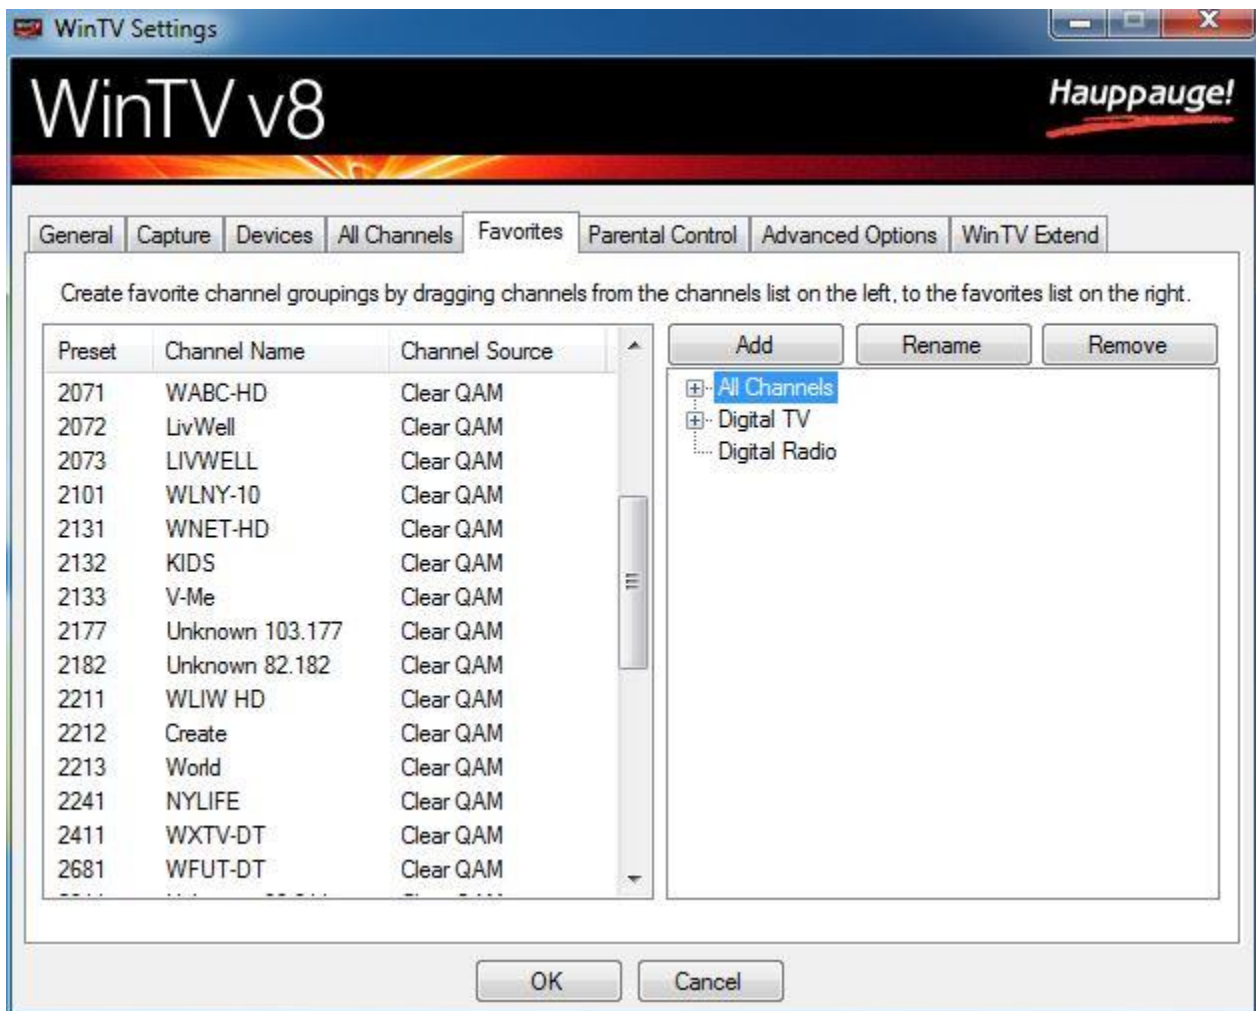 WinTV Settings
WinTV v8
Hauppauge!
General Capture Devices All Channels Favorites Parental Control Advanced Options WinTV Extend
Create favorite channel groupings by dragging channels from the channels list on the left, to the favorites list on the right.
Preset Channel Name Channel Source
2071 WABC-HD Clear QAM
2072 LivWell Clear QAM
2073 LIVWELL Clear QAM
2101 WLNY-10 Clear QAM
2131 WNET-HD Clear QAM
2132 KIDS Clear QAM
2133 V-Me Clear QAM
2177 Unknown 103.177 Clear QAM
2182 Unknown 82.182 Clear QAM
2211 WLIW HD Clear QAM
2212 Create Clear QAM
2213 World Clear QAM
2241 NYLIFE Clear QAM
2411 WXTV-DT Clear QAM
2681 WFUT-DT Clear QAM
Add Rename Remove
All Channels
Digital TV
Digital Radio
OK Cancel